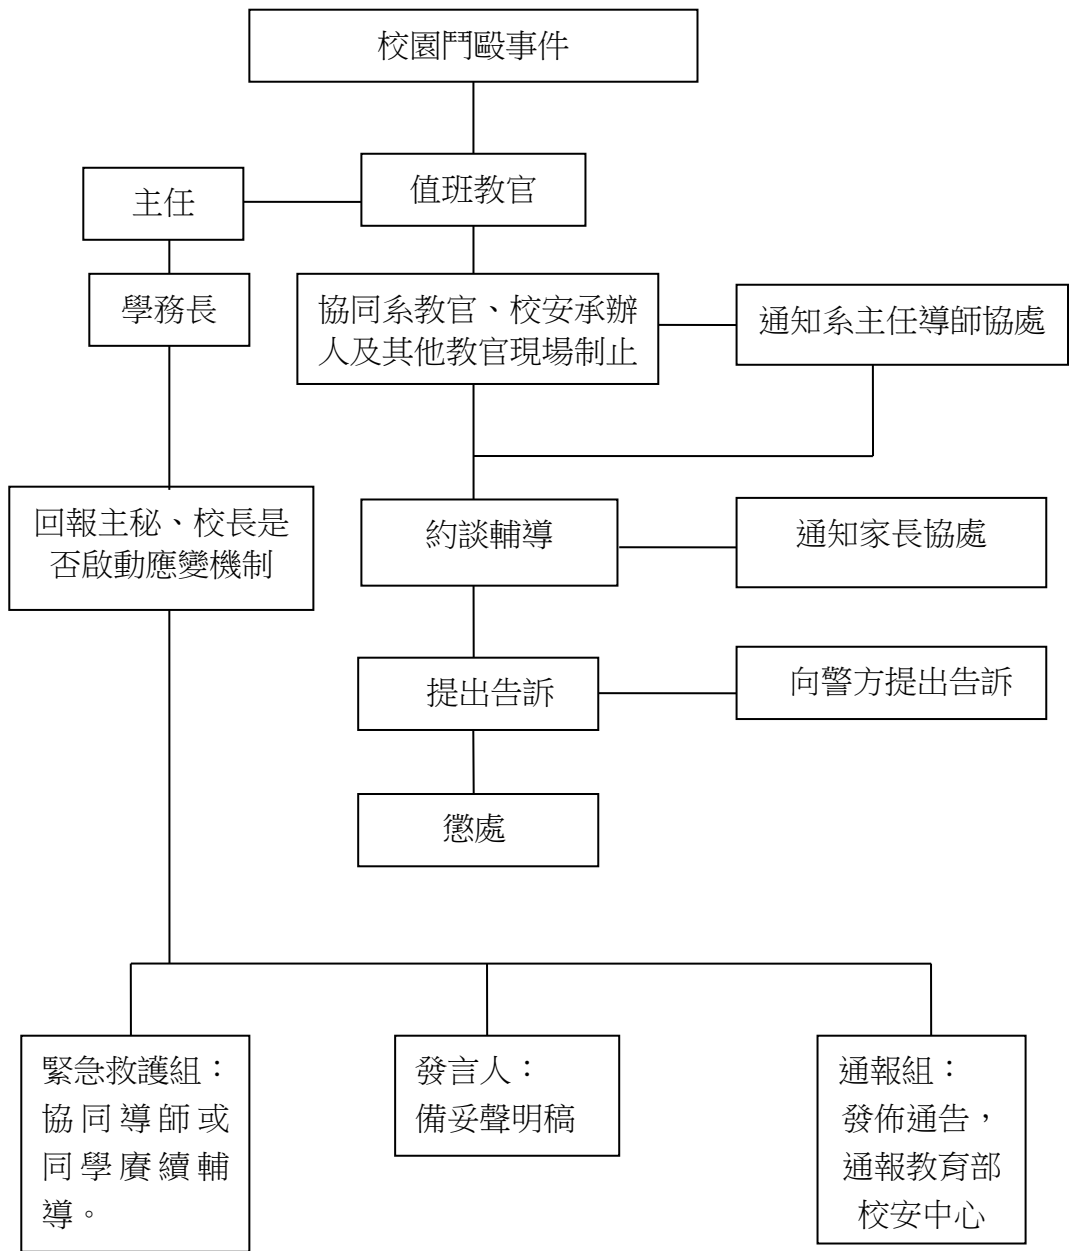 校園鬥毆事件
值班教官
主任
學務長
協同系教官、校安承辦
人及其他教官現場制止
通知系主任導師協處
回報主秘、校長是
否啟動應變機制
約談輔導
通知家長協處
提出告訴
向警方提出告訴
懲處
緊急救護組：
協同導師或
同學賡續輔
導。
發言人：
備妥聲明稿
通報組：
發佈通告，
通報教育部
校安中心